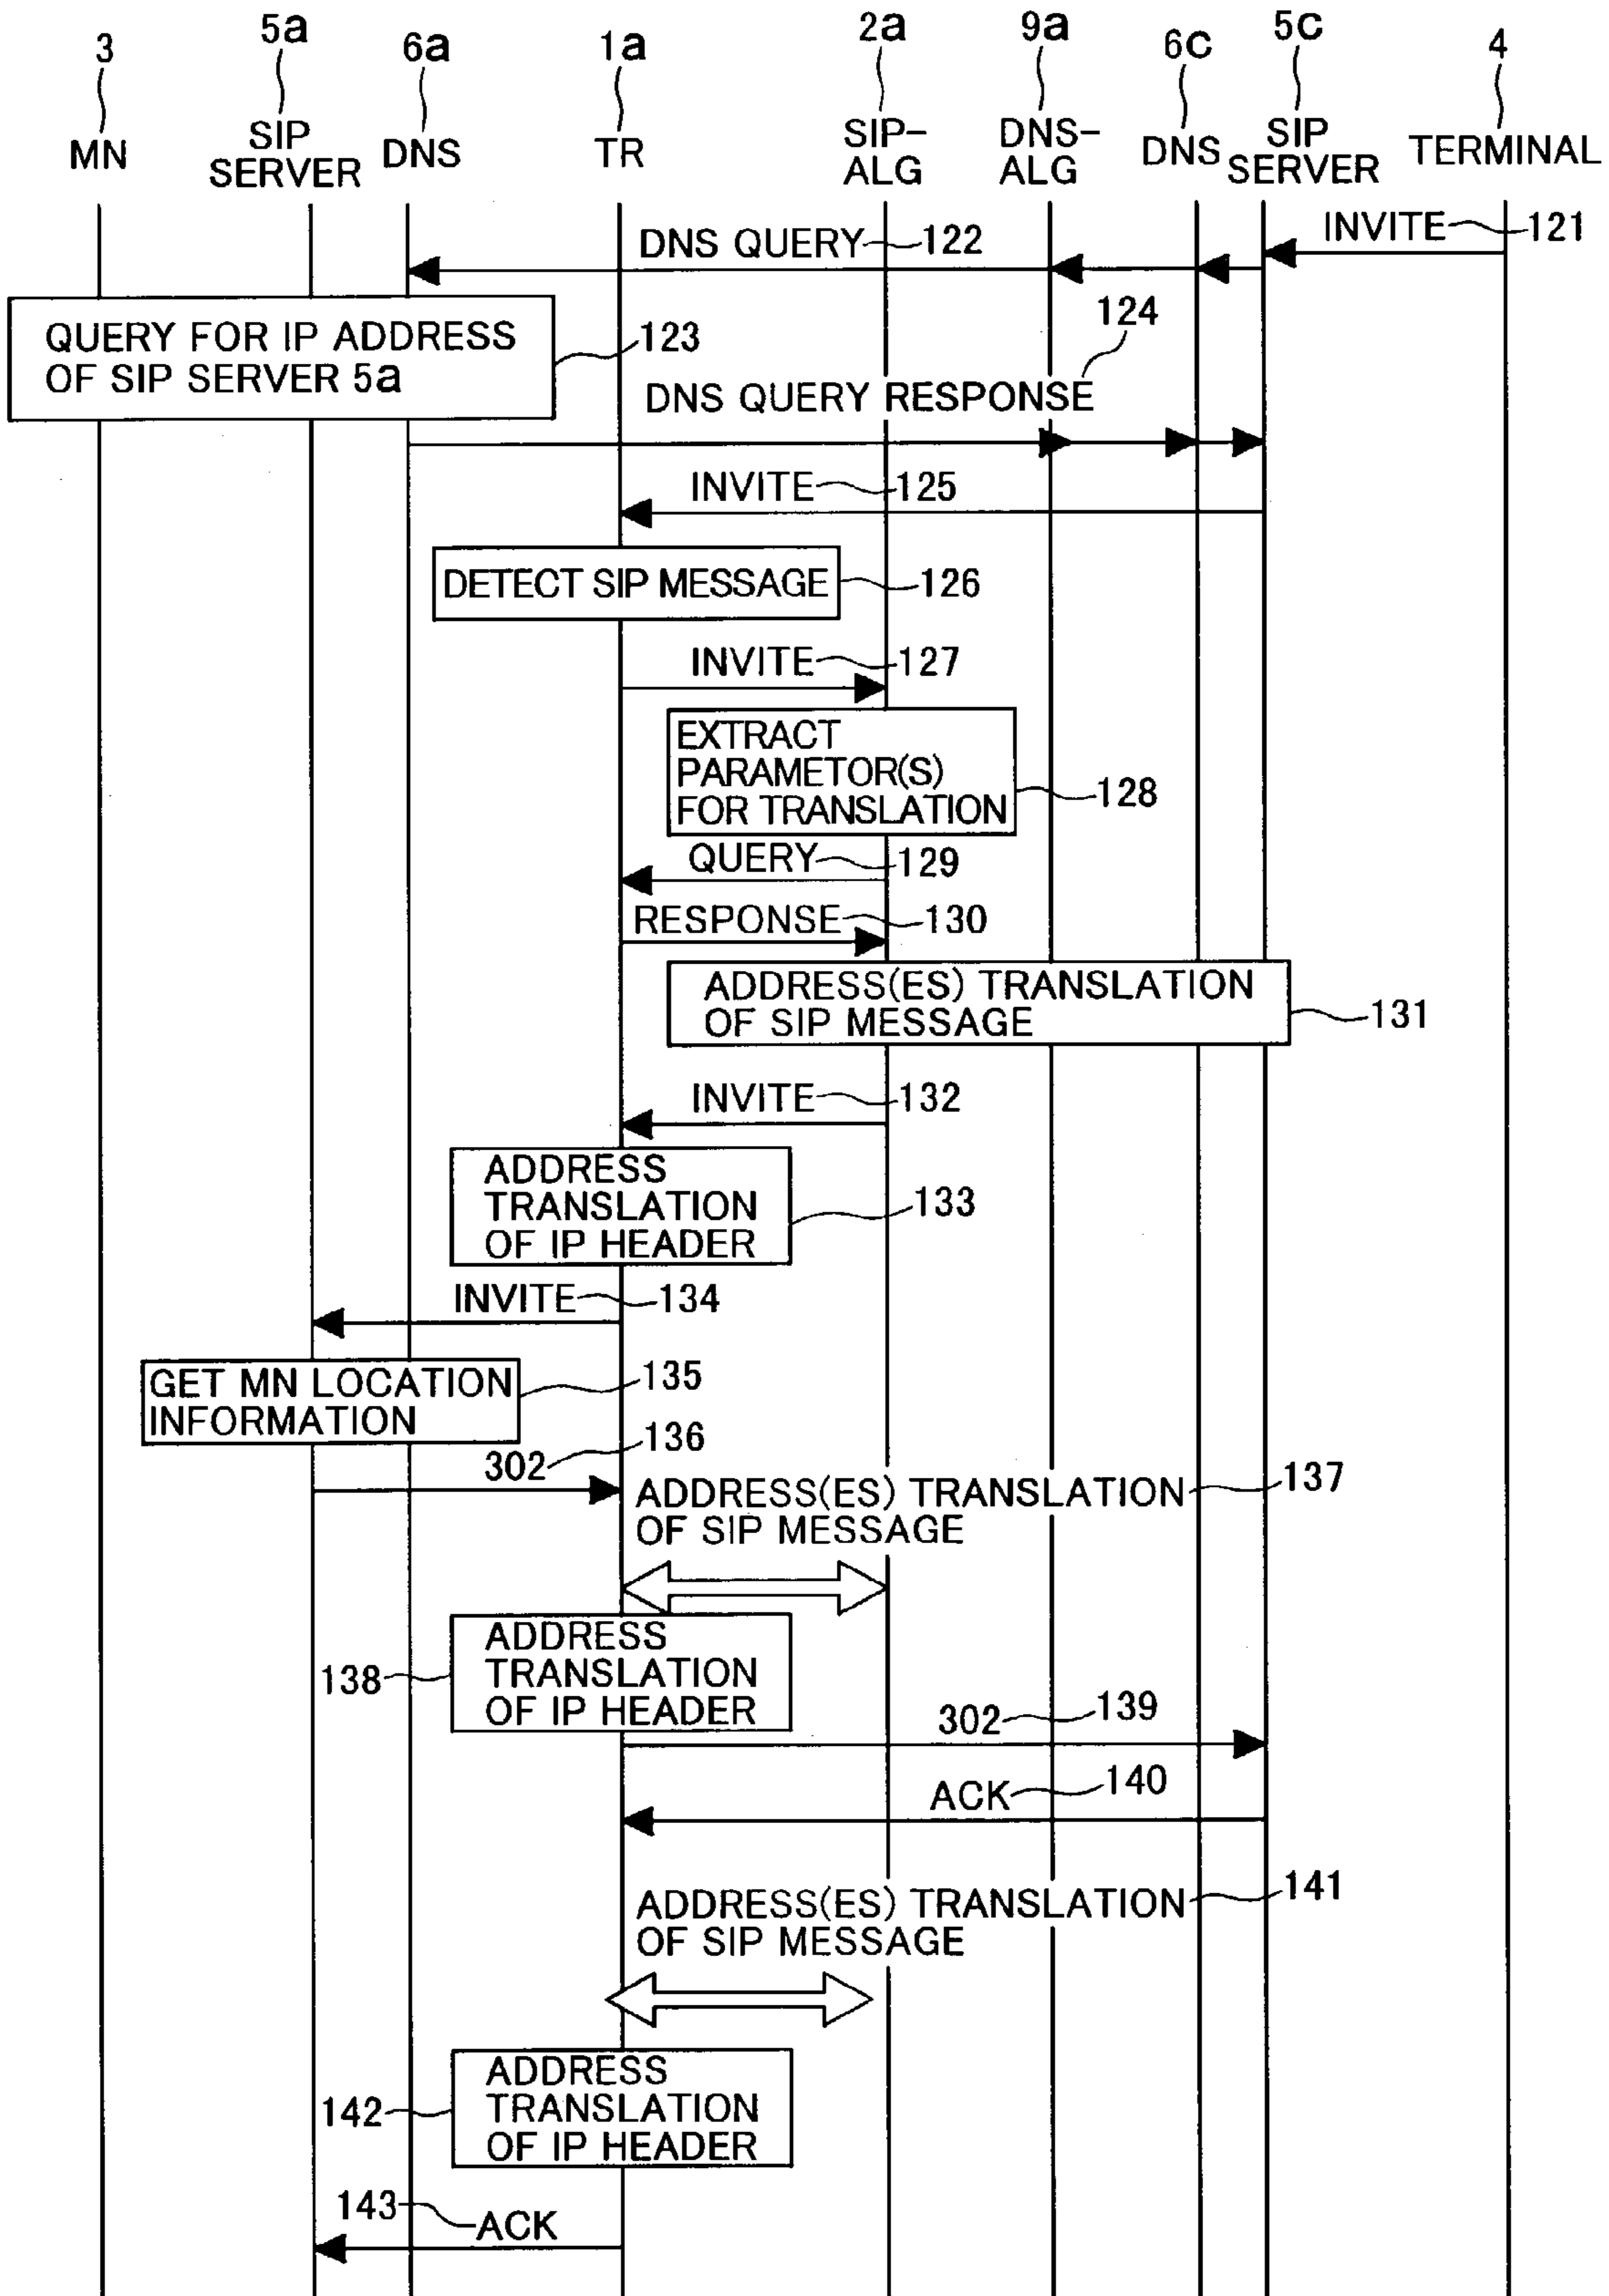 3
5a
6a
1a
2a
9a
6c
5c
4
MN
SIP
SERVER
DNS
TR
SIP-
ALG
DNS-
ALG
DNS
SIP
SERVER
TERMINAL
INVITE 121
DNS QUERY 122
QUERY FOR IP ADDRESS
OF SIP SERVER 5a
123
124
DNS QUERY RESPONSE
INVITE 125
DETECT SIP MESSAGE 126
INVITE 127
EXTRACT
PARAMETOR(S)
FOR TRANSLATION
128
QUERY 129
RESPONSE 130
ADDRESS(ES) TRANSLATION
OF SIP MESSAGE
131
INVITE 132
ADDRESS
TRANSLATION
OF IP HEADER
133
INVITE 134
GET MN LOCATION
INFORMATION
135
302 136
ADDRESS(ES) TRANSLATION
OF SIP MESSAGE
137
ADDRESS
TRANSLATION
OF IP HEADER
138
302 139
ACK 140
ADDRESS(ES) TRANSLATION
OF SIP MESSAGE
141
ADDRESS
TRANSLATION
OF IP HEADER
142
143 ACK